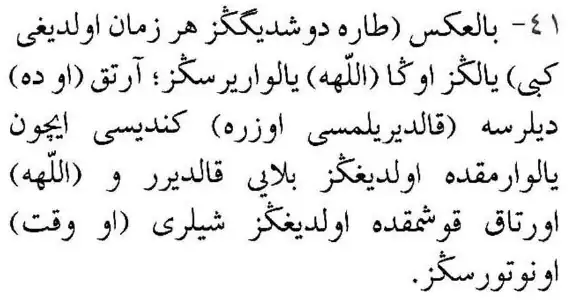 ٤١- بالعكس (طاره دوشديگڭز هر زمان اولديغى
كبى) يالڭز اوڭا (اللّهه) يالواريرسڭز؛ آرتق (او ده)
ديلرسه (قالديريلمسى اوزره) كنديسى ايچون
يالوارمقده اولديغڭز بلايى قالديرر و (اللّهه)
اورتاق قوشمقده اولديغڭز شيلرى (او وقت)
اونوتورسڭز.